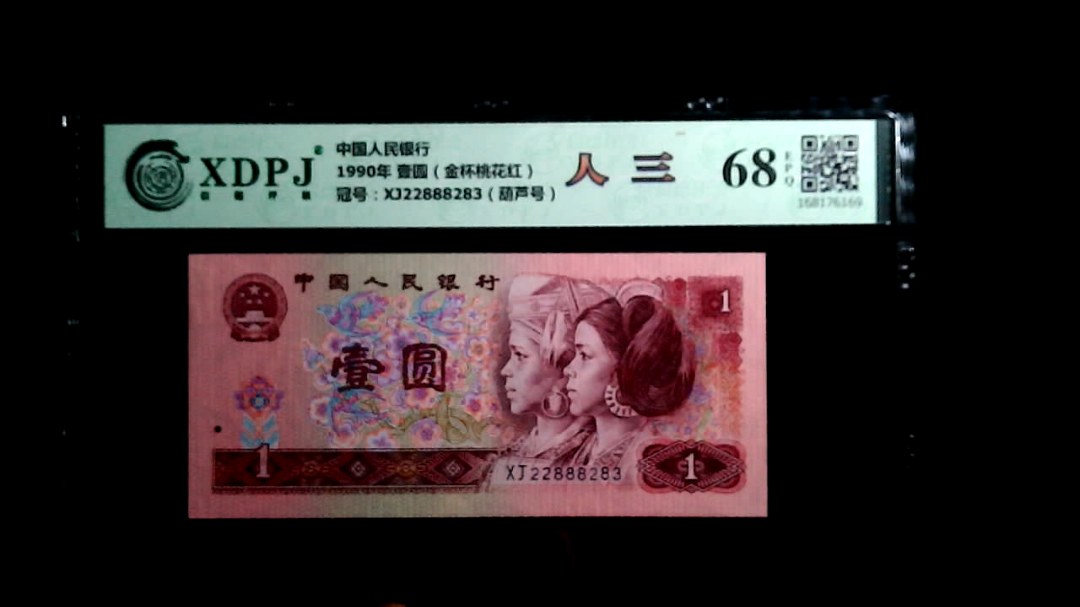 XDPJ
中国人民银行
1990年 壹圆（金杯桃花红）
冠号：XJ22888283（葫芦号）
人 三
68
EPQ
168176169
中国人民银行
1
壹圆
1
XJ22888283
1